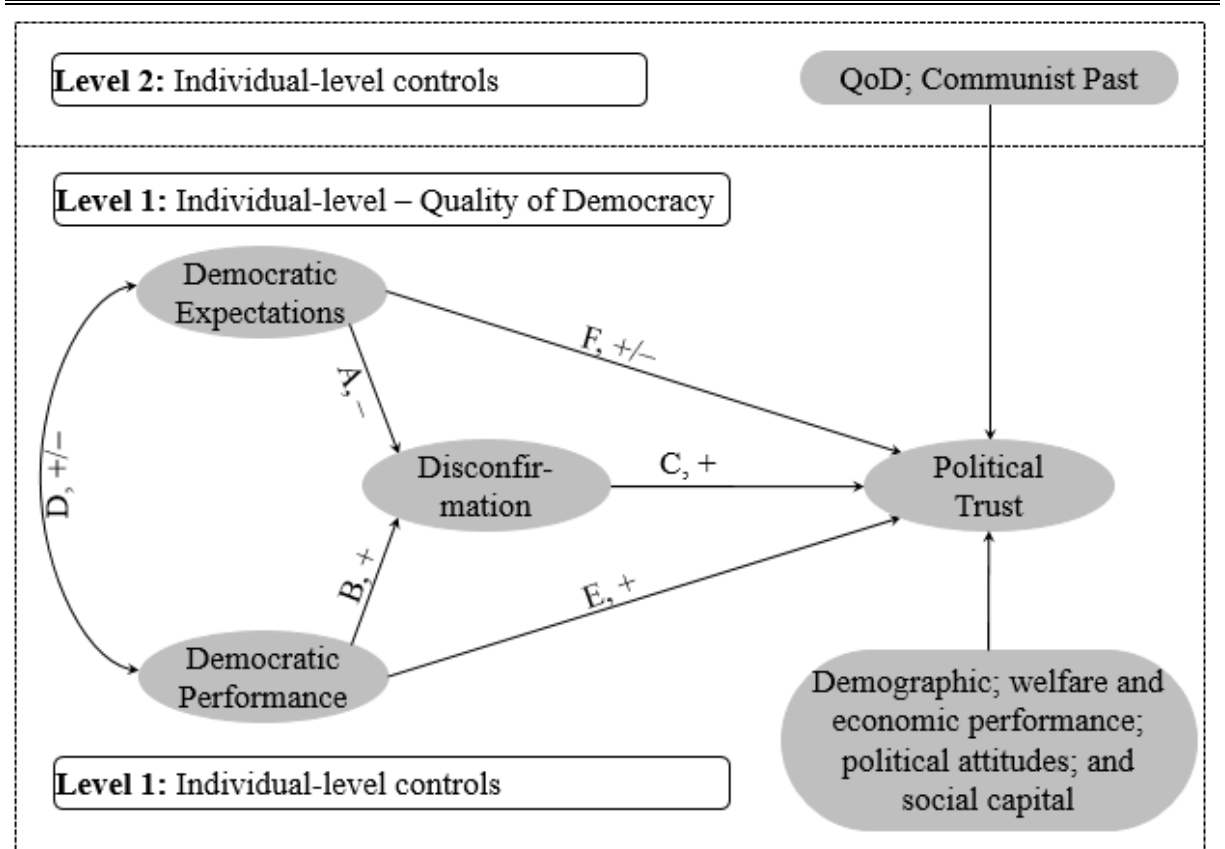 Level 2: Individual-level controls
QoD; Communist Past
Level 1: Individual-level – Quality of Democracy
Democratic
Expectations
F, +/–
A, –
D, +/–
Disconfir-
mation
C, +
Political
Trust
B, +
E, +
Democratic
Performance
Demographic; welfare and
economic performance;
political attitudes; and
social capital
Level 1: Individual-level controls